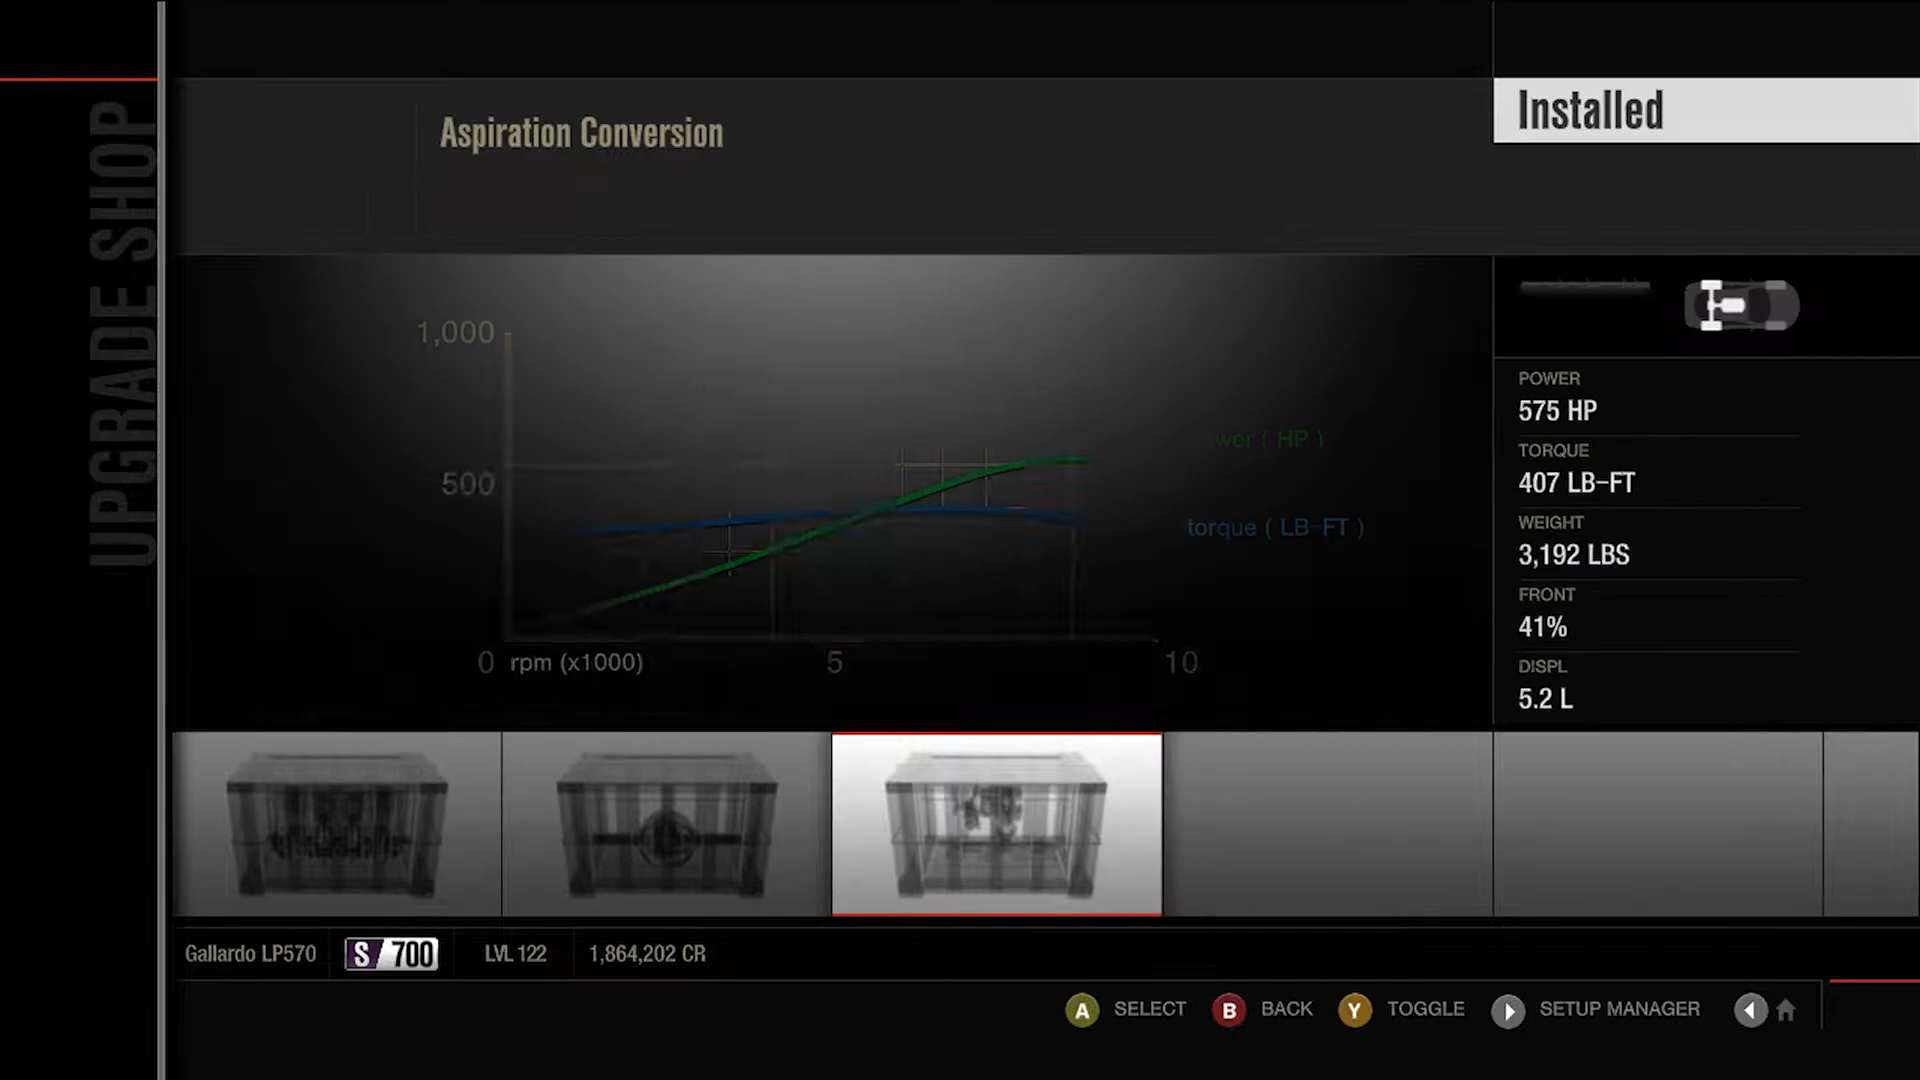 UPGRADE SHOP
Aspiration Conversion
Installed
1,000
500
wer ( HP )
torque ( LB-FT )
0 rpm (x1000) 5 10
POWER
575 HP
TORQUE
407 LB-FT
WEIGHT
3,192 LBS
FRONT
41%
DISPL
5.2 L
Gallardo LP570 S 700 LVL 122 1,864,202 CR
A SELECT B BACK Y TOGGLE SETUP MANAGER